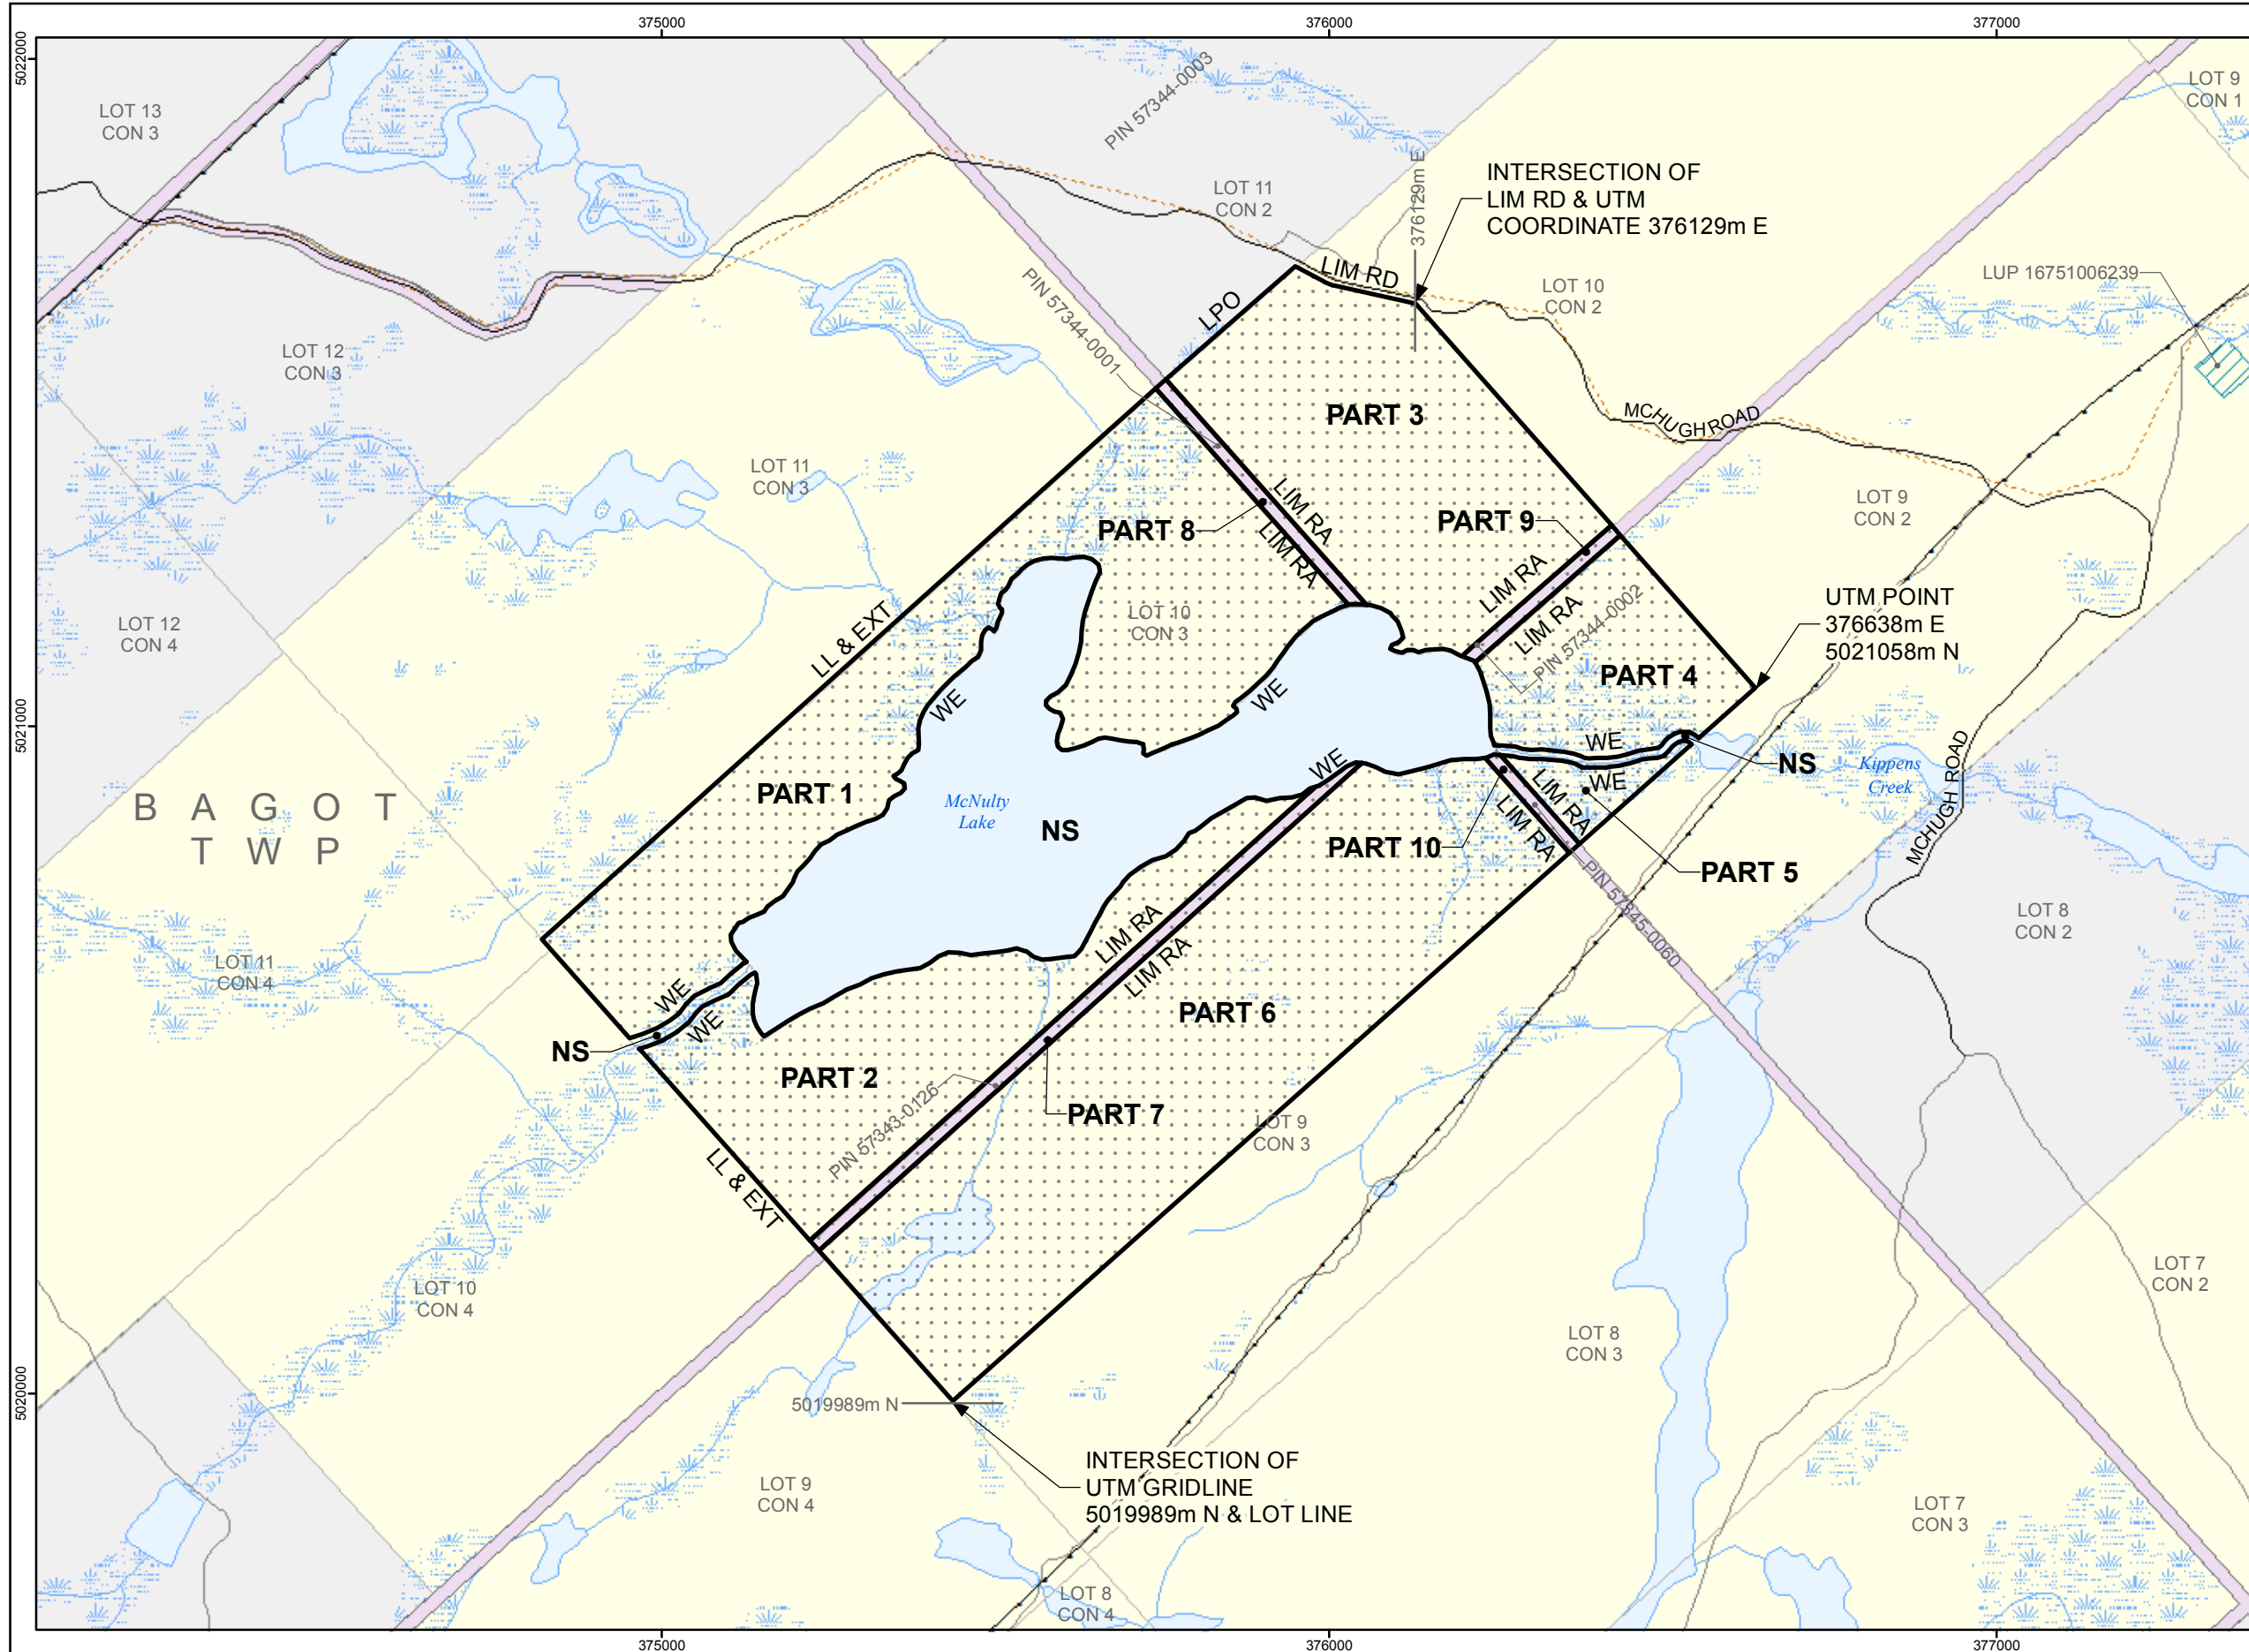 375000
376000
377000
5022000
5021000
5020000
LOT 13
CON 3
PIN 57344-0003
LOT 9
CON 1
LOT 11
CON 2
376129m E
INTERSECTION OF
LIM RD & UTM
COORDINATE 376129m E
LIM RD
LOT 10
CON 2
LUP 16751006239
PIN 57344-0001
LPO
LOT 12
CON 3
PART 3
MCHUGH ROAD
LOT 11
CON 3
LIM RA
LIM RA
PART 8
PART 9
LOT 9
CON 2
LIM RA
LIM RA
PIN 57344-0002
LOT 12
CON 4
LL & EXT
LOT 10
CON 3
UTM POINT
376638m E
5021058m N
WE
WE
PART 4
WE
NS
Kippens
Creek
MCHUGH ROAD
B A G O T
T W P
PART 1
McNulty
Lake
NS
WE
LIM RA
LIM RA
WE
PART 10
PART 5
PIN 57345-0060
LOT 8
CON 2
LOT 11
CON 4
LIM RA
LIM RA
WE
WE
NS
PART 6
PART 2
PIN 57343-0126
PART 7
LOT 9
CON 3
LL & EXT
LOT 10
CON 4
LOT 7
CON 2
LOT 8
CON 3
5019989m N
INTERSECTION OF
UTM GRIDLINE
5019989m N & LOT LINE
LOT 9
CON 4
LOT 7
CON 3
LOT 8
CON 4
375000
376000
377000